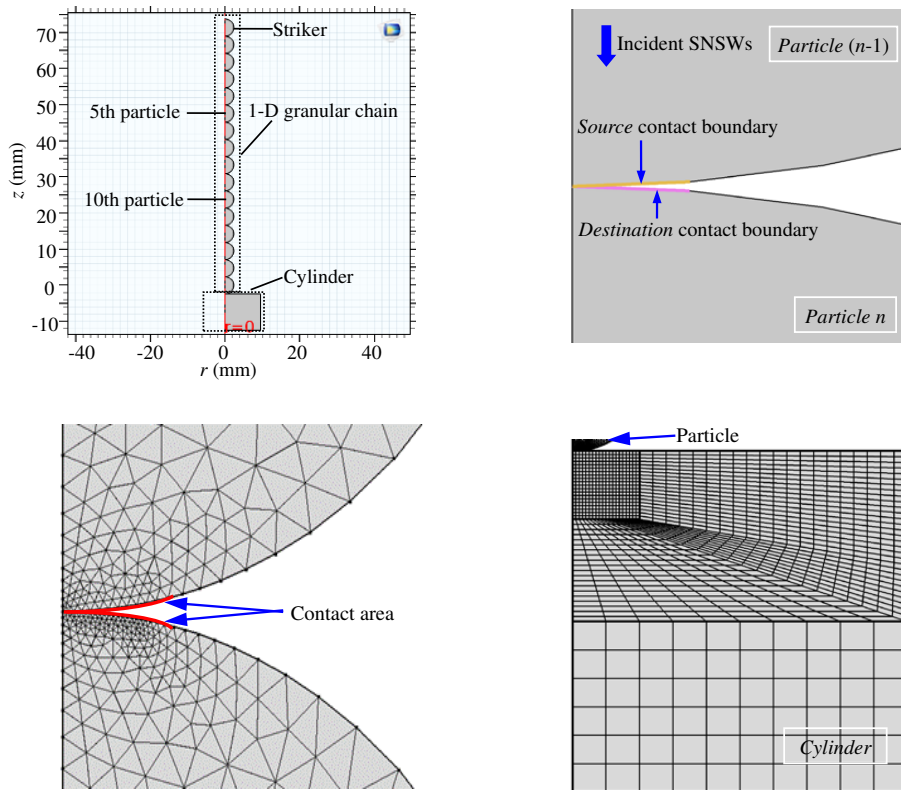 70
60
50
40
30
20
10
0
-10
z (mm)
Striker
5th particle
1-D granular chain
10th particle
Cylinder
r=0
-40
-20
0
20
40
r (mm)
Incident SNSWs
Particle (n-1)
Source contact boundary
Destination contact boundary
Particle n
Contact area
Particle
Cylinder